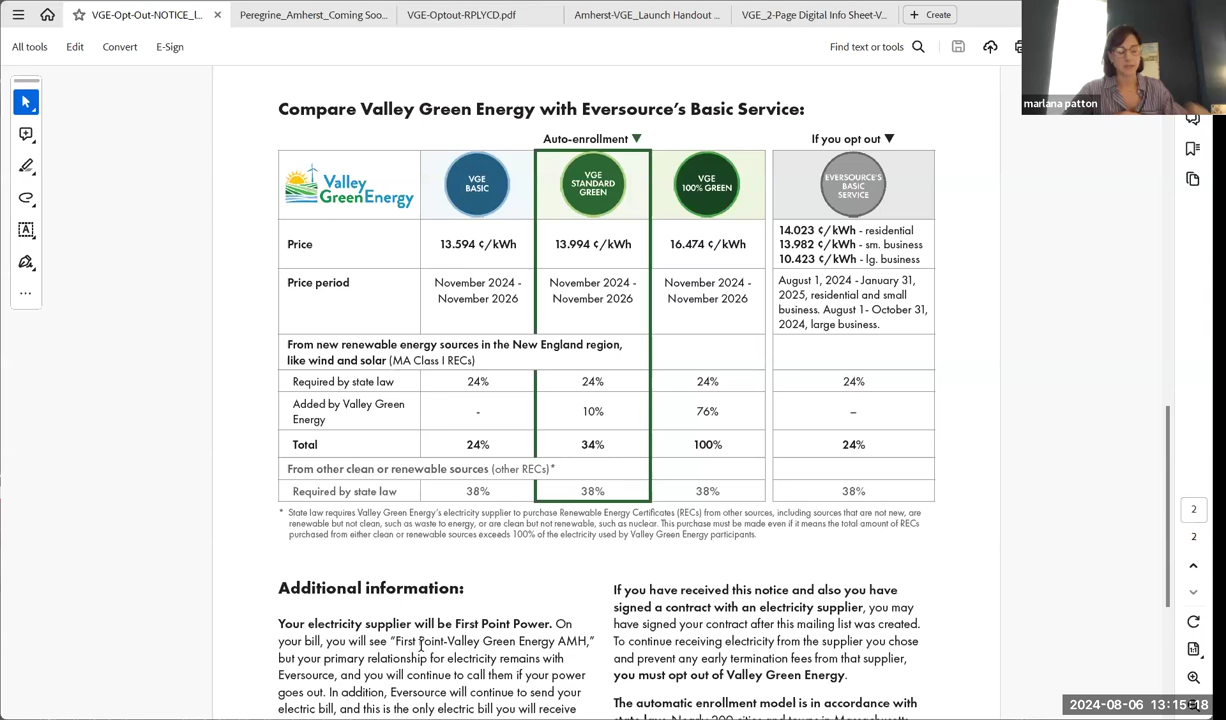 VGE-Opt-Out-NOTICE_l...
Peregrine_Amherst_Coming Soo...
VGE-Optout-RPLYCD.pdf
Amherst-VGE_Launch Handout ...
VGE_2-Page Digital Info Sheet-V...
Create
All tools
Edit
Convert
E-Sign
Find text or tools
marlana patton
Compare Valley Green Energy with Eversource's Basic Service:
Auto-enrollment ▼
If you opt out ▼
Valley
GreenEnergy
VGE
BASIC
VGE
STANDARD
GREEN
VGE
100% GREEN
EVERSOURCE'S
BASIC
SERVICE
Price
13.594 ¢/kWh
13.994 ¢/kWh
16.474 ¢/kWh
14.023 ¢/kWh - residential
13.982 ¢/kWh - sm. business
10.423 ¢/kWh - lg. business
Price period
November 2024 -
November 2026
November 2024 -
November 2026
November 2024 -
November 2026
August 1, 2024 - January 31,
2025, residential and small
business. August 1- October 31,
2024, large business.
From new renewable energy sources in the New England region,
like wind and solar (MA Class I RECs)
Required by state law
24%
24%
24%
24%
Added by Valley Green
Energy
-
10%
76%
–
Total
24%
34%
100%
24%
From other clean or renewable sources (other RECs)*
Required by state law
38%
38%
38%
38%
* State law requires Valley Green Energy's electricity supplier to purchase Renewable Energy Certificates (RECs) from other sources, including sources that are not new, are
renewable but not clean, such as waste to energy, or are clean but not renewable, such as nuclear. This purchase must be made even if it means the total amount of RECs
purchased from either clean or renewable sources exceeds 100% of the electricity used by Valley Green Energy participants.
Additional information:
Your electricity supplier will be First Point Power. On
your bill, you will see “First Point-Valley Green Energy AMH,”
but your primary relationship for electricity remains with
Eversource, and you will continue to call them if your power
goes out. In addition, Eversource will continue to send your
electric bill, and this is the only electric bill you will receive
If you have received this notice and also you have
signed a contract with an electricity supplier, you may
have signed your contract after this mailing list was created.
To continue receiving electricity from the supplier you chose
and prevent any early termination fees from that supplier,
you must opt out of Valley Green Energy.
The automatic enrollment model is in accordance with
state law. Nearly 200 cities and towns in Massachusetts
2
2
2024-08-06 13:15:18